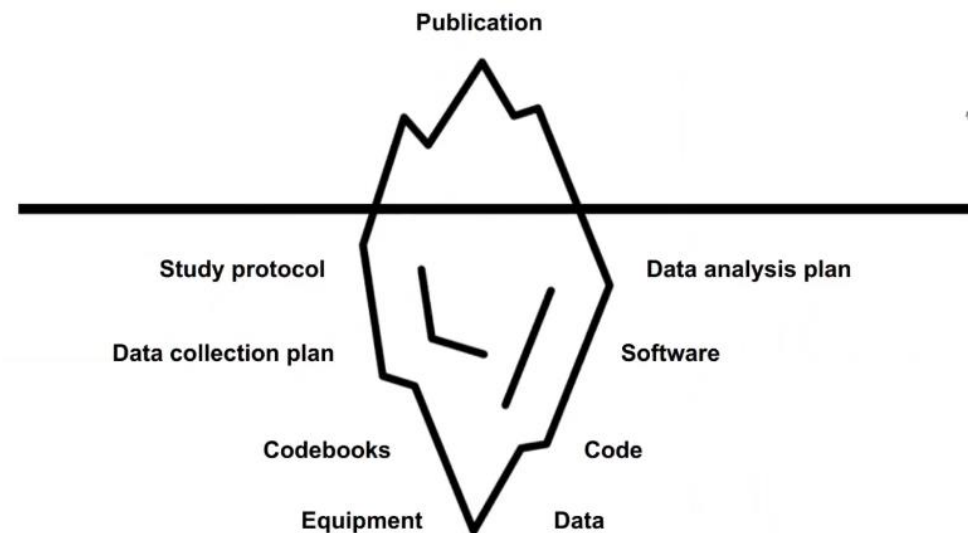 Publication
Study protocol
Data analysis plan
Data collection plan
Software
Codebooks
Code
Equipment
Data